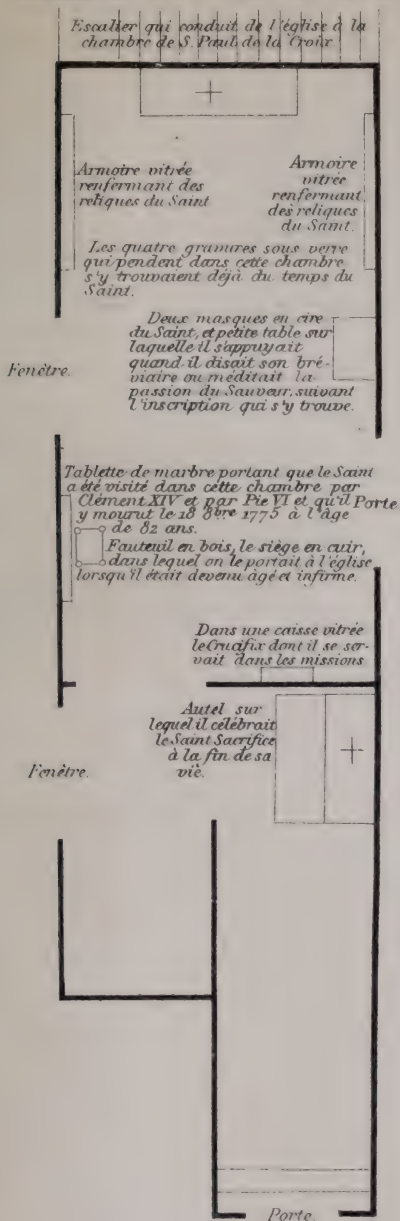 Escalier qui conduit de l'église à la
chambre de S. Paul de la Croix
Armoire vitrée
renfermant des
reliques du Saint
Armoire
vitrée
renfermant
des reliques
du Saint.
Les quatre gravures sous verre
qui pendent dans cette chambre
s'y trouvaient déjà du temps du
Saint.
Deux masques en cire
du Saint, et petite table sur
laquelle il s'appuyait
quand il disait son bré-
viaire ou méditait la
passion du Sauveur, suivant
l'inscription qui s'y trouve.
Fenêtre.
Tablette de marbre portant que le Saint
a été visité dans cette chambre par
Clément XIV et par Pie VI et qu'il
y mourut le 18 8bre 1775 à l'âge
de 82 ans.
Porte
Fauteuil en bois, le siège en cuir,
dans lequel on le portait à l'église
lorsqu'il était devenu âgé et infirme.
Dans une caisse vitrée
le Crucifix dont il se ser-
vait dans les missions
Autel sur
lequel il célébrait
le Saint Sacrifice
à la fin de sa
vie.
Fenêtre.
Porte.